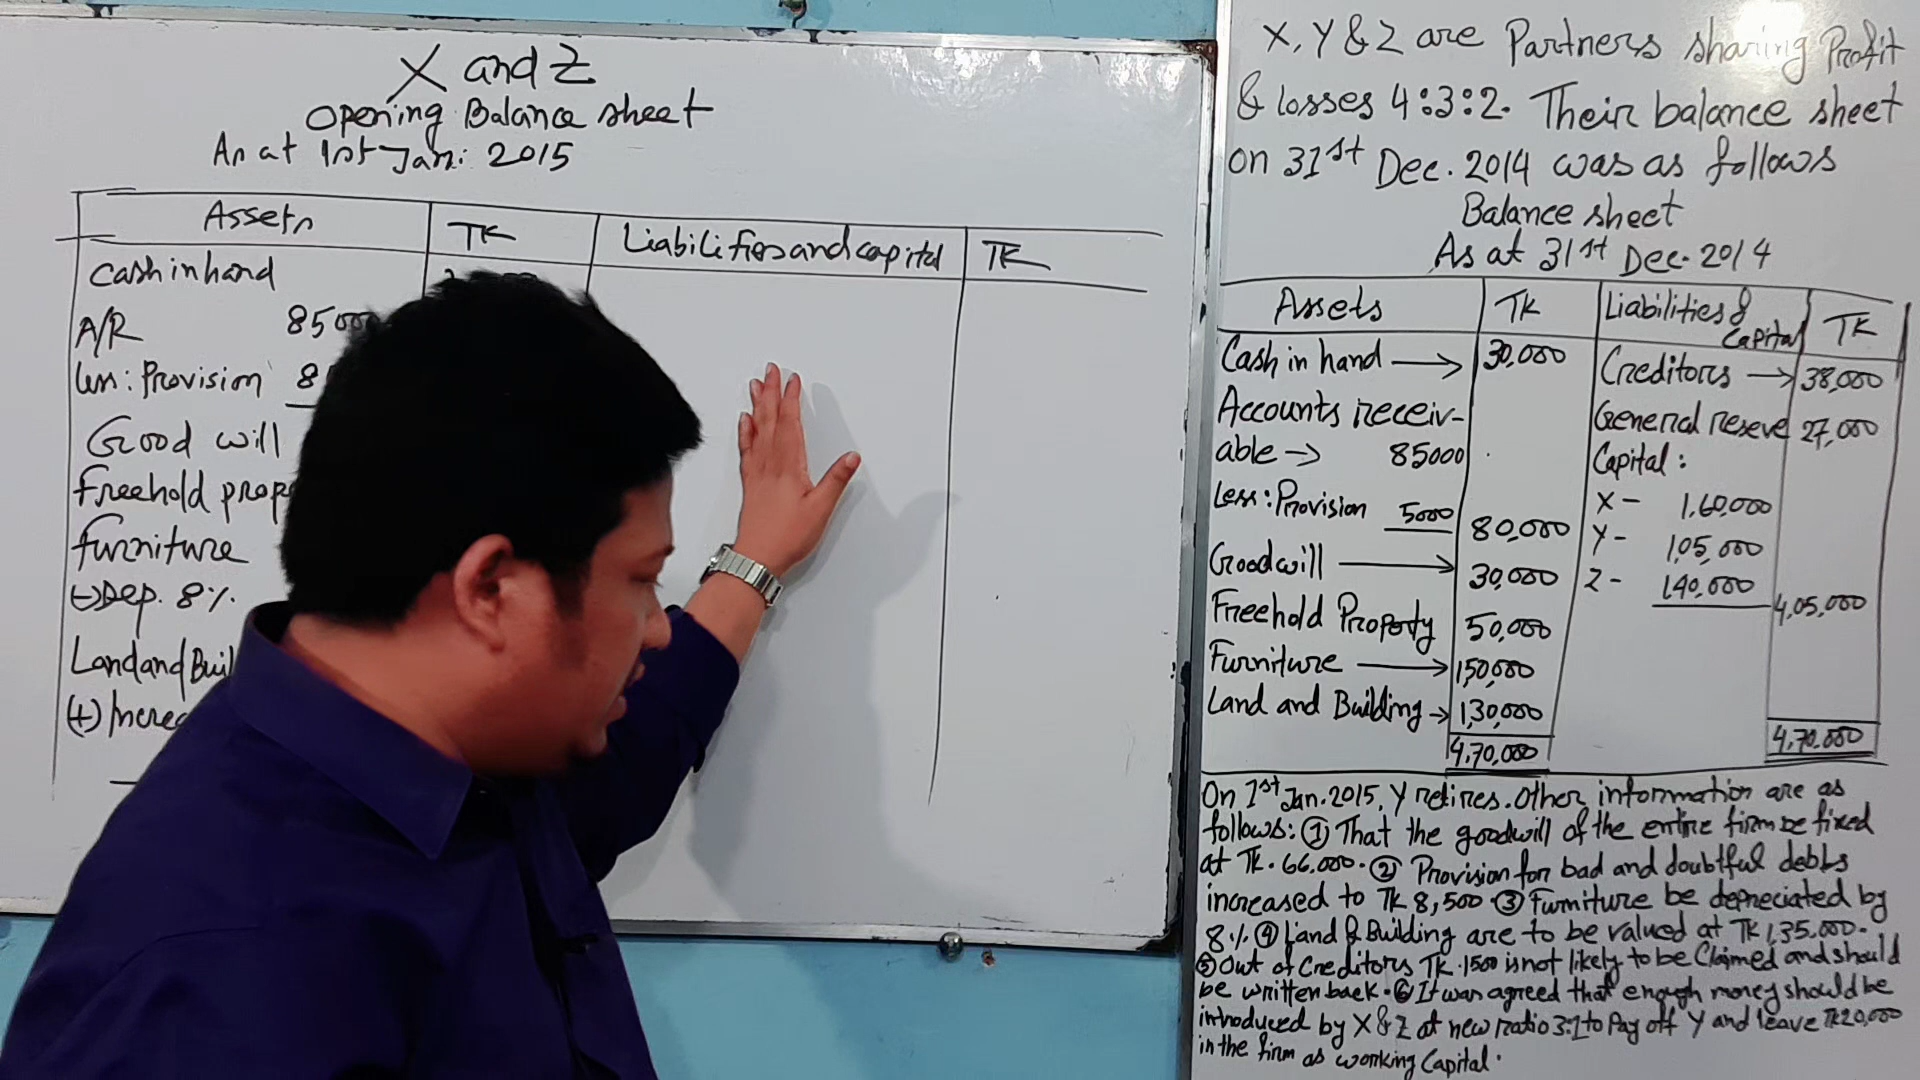 X and Z
Opening Balance sheet
As at 1st Jan: 2015
Assets TK Liabilities and capital TK
Cash in hand
A/R 85000
Less: Provision 8
Good will
Freehold prop
Furniture
(-) Dep. 8%.
Land and Buil
(+) Increa
X, Y & Z are Partners sharing Profit
& losses 4:3:2. Their balance sheet
on 31st Dec. 2014 was as follows
Balance sheet
As at 31st Dec. 2014
Assets TK Liabilities & Capital TK
Cash in hand → 30,000 Creditors → 38,000
Accounts receiv- General reseve 27,000
able → 85000 Capital:
Less: Provision 5000 80,000 X - 1,60,000
Goodwill → 30,000 Y - 1,05,000
Freehold Property 50,000 Z - 1,40,000 4,05,000
Furniture → 1,50,000
Land and Building → 1,30,000
4,70,000 4,70,000
On 1st Jan. 2015, Y retires. Other information are as
follows: ① That the goodwill of the entire firm be fixed
at TK. 66,000. ② Provision for bad and doubtful debts
increased to TK 8,500 ③ Furniture be depreciated by
8%. ④ Land & Building are to be valued at TK 1,35,000.
⑤ Out of Creditors TK. 1500 is not likely to be Claimed and should
be written back. ⑥ It was agreed that enough money should be
introduced by X & Z at new ratio 3:1 to Pay off Y and leave TK 20,000
in the firm as working Capital.